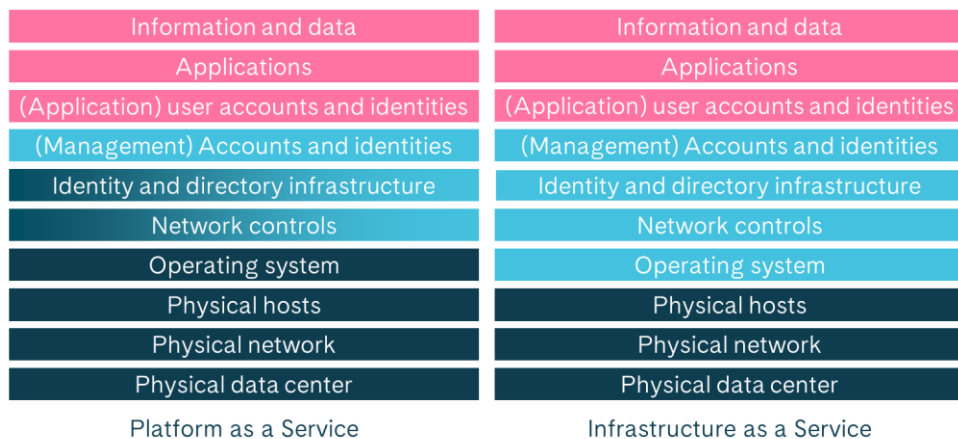 Information and data
Applications
(Application) user accounts and identities
(Management) Accounts and identities
Identity and directory infrastructure
Network controls
Operating system
Physical hosts
Physical network
Physical data center
Platform as a Service
Information and data
Applications
(Application) user accounts and identities
(Management) Accounts and identities
Identity and directory infrastructure
Network controls
Operating system
Physical hosts
Physical network
Physical data center
Infrastructure as a Service